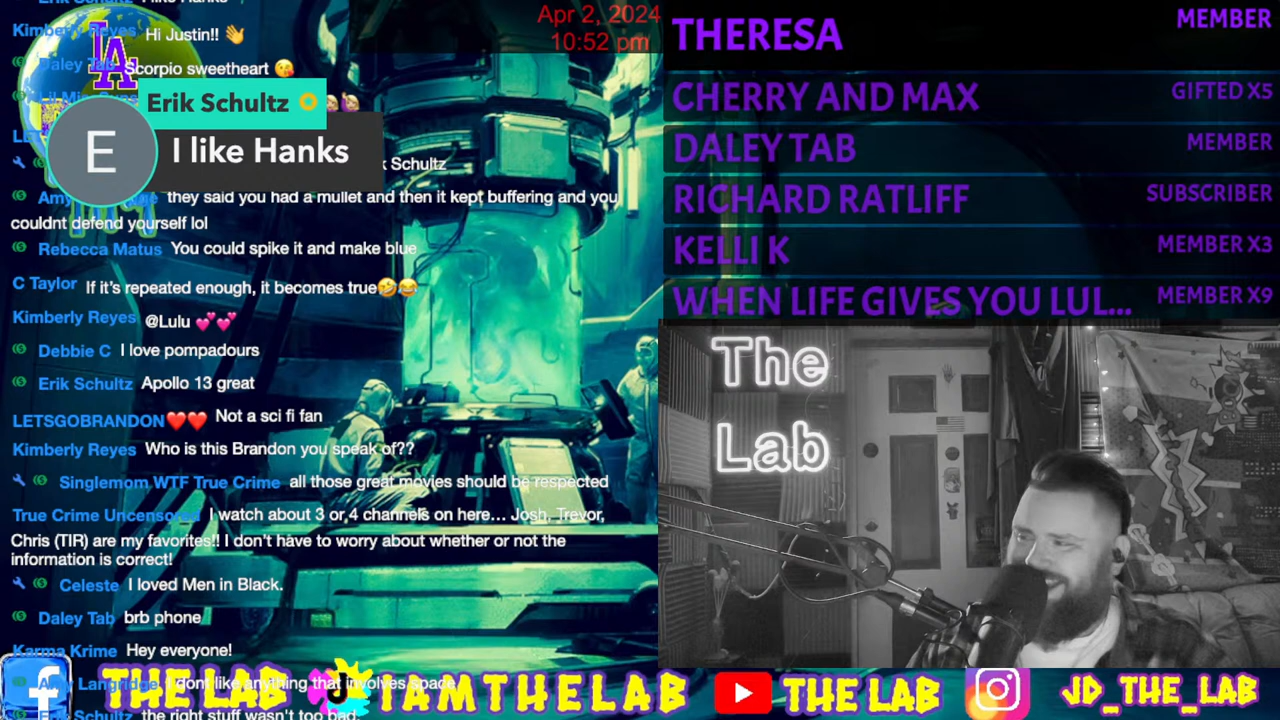 Hi Justin!! 👋
Daley Tab Scorpio sweetheart 😘
LA
Erik Schultz
E
I like Hanks
Schultz
they said you had a mullet and then it kept buffering and you
couldnt defend yourself lol
Rebecca Matus You could spike it and make blue
C Taylor If it's repeated enough, it becomes true🤣😂
Kimberly Reyes @Lulu 💕💕
Debbie C I love pompadours
Erik Schultz Apollo 13 great
LETSGOBRANDON❤️❤️ Not a sci fi fan
Kimberly Reyes Who is this Brandon you speak of??
Singlemom WTF True Crime all those great movies should be respected
True Crime Uncensored I watch about 3 or 4 channels on here… Josh, Trevor,
Chris (TIR) are my favorites!! I don't have to worry about whether or not the
information is correct!
Celeste I loved Men in Black.
Daley Tab brb phone
Karma Krime Hey everyone!
Amy Langridge I dont like anything that involves space
Erik Schultz the right stuff wasn't too bad.
Apr 2, 2024
10:52 pm
THERESA MEMBER
CHERRY AND MAX GIFTED X5
DALEY TAB MEMBER
RICHARD RATLIFF SUBSCRIBER
KELLI K MEMBER X3
WHEN LIFE GIVES YOU LUL... MEMBER X9
The
Lab
THE LAB
IAMTHELAB
THE LAB
JD_THE_LAB